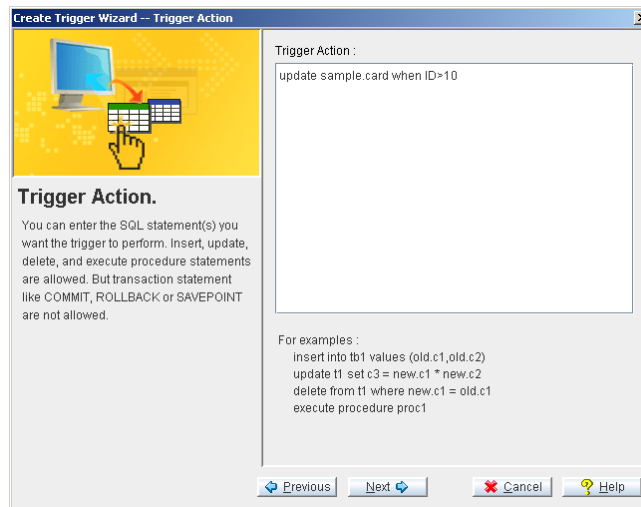 Create Trigger Wizard -- Trigger Action
Trigger Action :
update sample.card when ID>10
Trigger Action.
You can enter the SQL statement(s) you
want the trigger to perform. Insert, update,
delete, and execute procedure statements
are allowed. But transaction statement
like COMMIT, ROLLBACK or SAVEPOINT
are not allowed.
For examples :
insert into tb1 values (old.c1,old.c2)
update t1 set c3 = new.c1 * new.c2
delete from t1 where new.c1 = old.c1
execute procedure proc1
Previous
Next
Cancel
Help